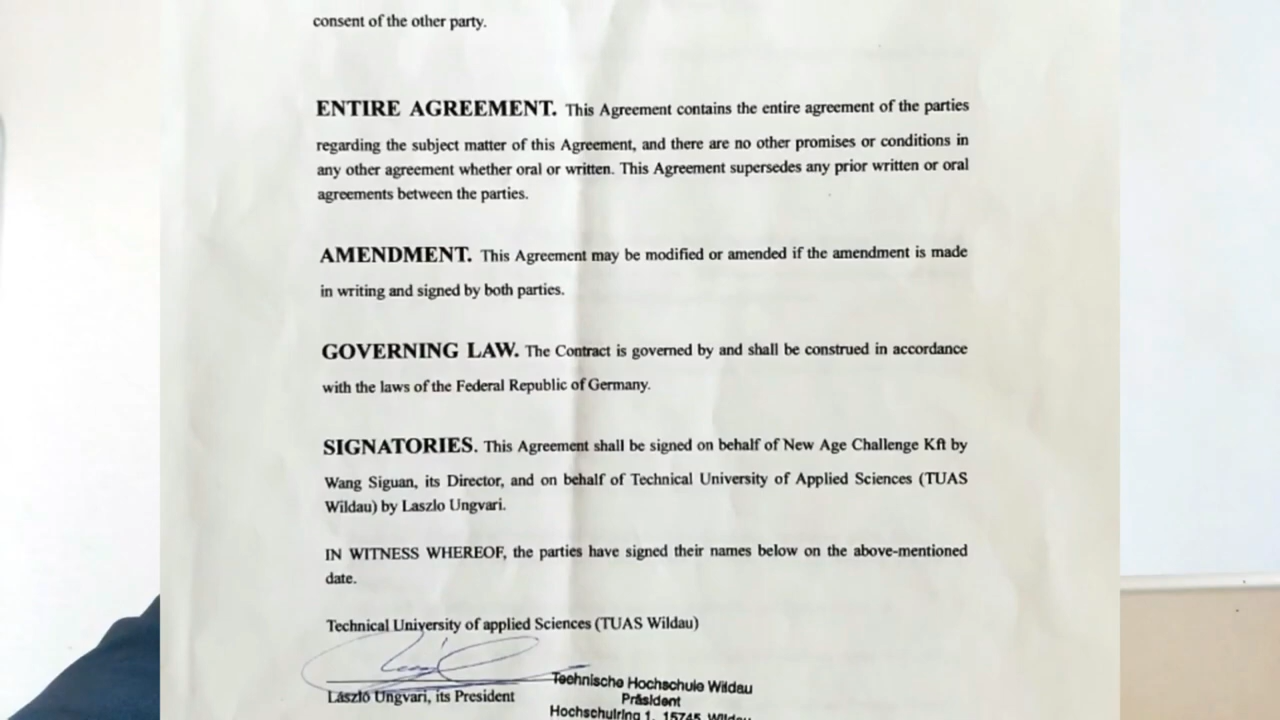 consent of the other party.
ENTIRE AGREEMENT. This Agreement contains the entire agreement of the parties
regarding the subject matter of this Agreement, and there are no other promises or conditions in
any other agreement whether oral or written. This Agreement supersedes any prior written or oral
agreements between the parties.
AMENDMENT. This Agreement may be modified or amended if the amendment is made
in writing and signed by both parties.
GOVERNING LAW. The Contract is governed by and shall be construed in accordance
with the laws of the Federal Republic of Germany.
SIGNATORIES. This Agreement shall be signed on behalf of New Age Challenge Kft by
Wang Siguan, its Director, and on behalf of Technical University of Applied Sciences (TUAS
Wildau) by Laszlo Ungvari.
IN WITNESS WHEREOF, the parties have signed their names below on the above-mentioned
date.
Technical University of applied Sciences (TUAS Wildau)
László Ungvari, its President
Technische Hochschule Wildau
Präsident
Hochschulring 1, 15745 Wildau